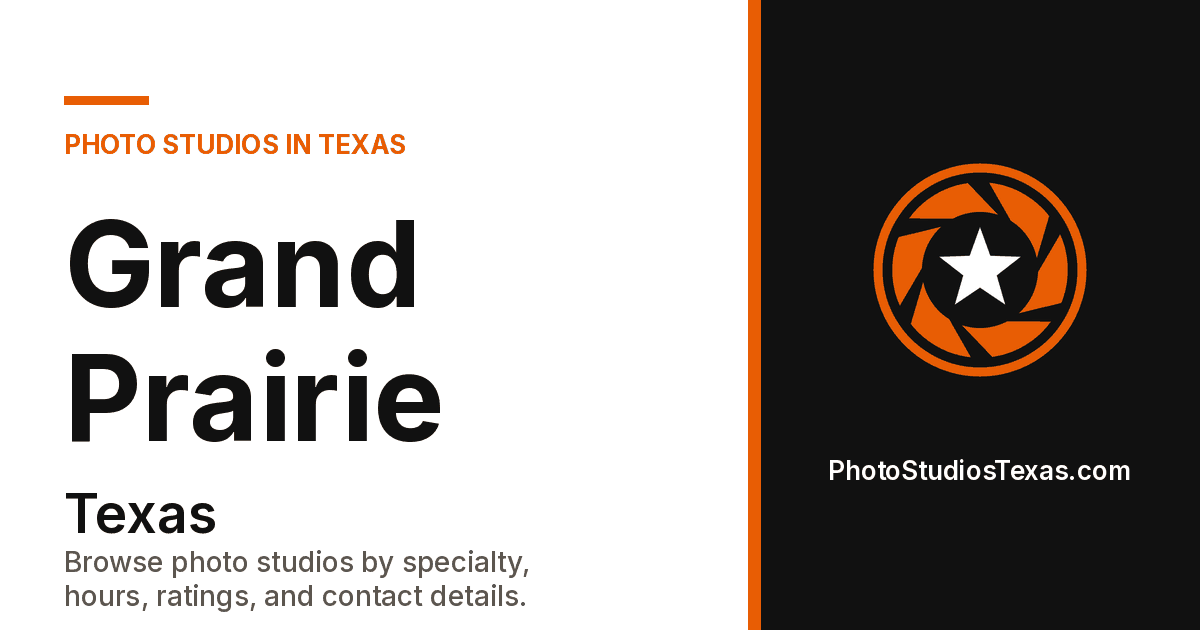 PHOTO STUDIOS IN TEXAS
Grand
Prairie
Texas
Browse photo studios by specialty,
hours, ratings, and contact details.
PhotoStudiosTexas.com